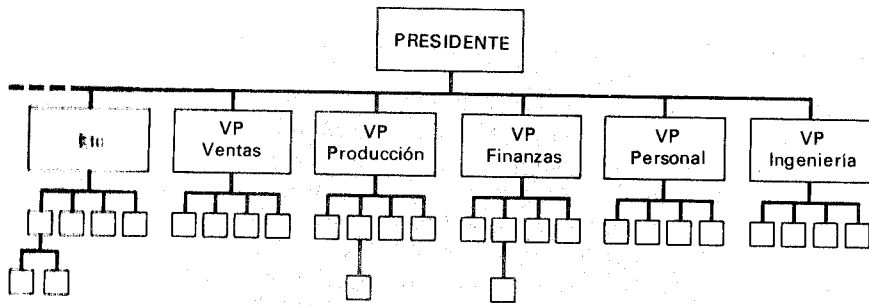 PRESIDENTE
VP
Ventas
VP
Producción
VP
Finanzas
VP
Personal
VP
Ingeniería